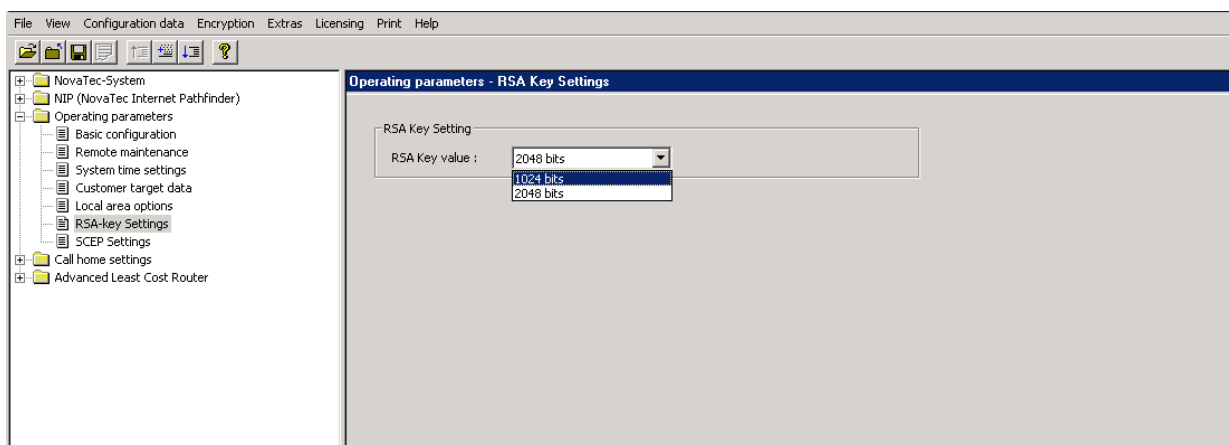 File View Configuration data Encryption Extras Licensing Print Help
NovaTec-System
NIP (NovaTec Internet Pathfinder)
Operating parameters
Basic configuration
Remote maintenance
System time settings
Customer target data
Local area options
RSA-key Settings
SCEP Settings
Call home settings
Advanced Least Cost Router
Operating parameters - RSA Key Settings
RSA Key Setting
RSA Key value : 2048 bits
1024 bits
2048 bits